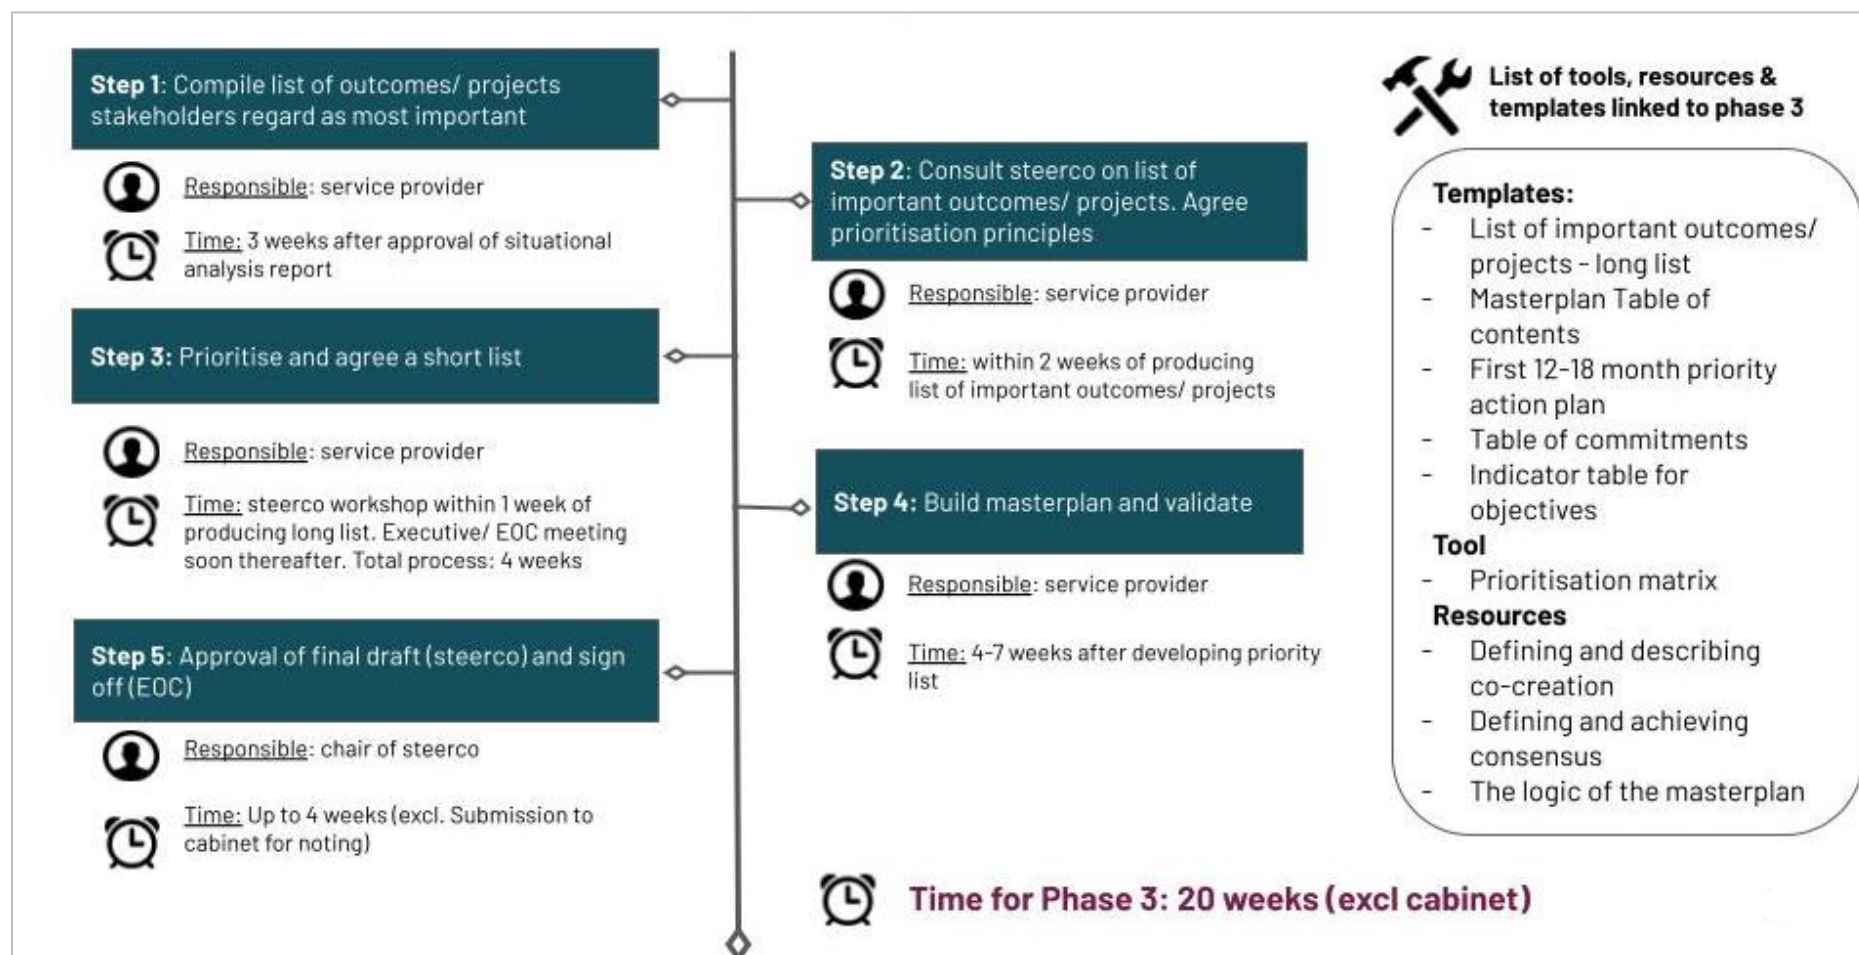 Step 1: Compile list of outcomes/ projects
stakeholders regard as most important
Responsible: service provider
Time: 3 weeks after approval of situational
analysis report
Step 2: Consult steerco on list of
important outcomes/ projects. Agree
prioritisation principles
Responsible: service provider
Time: within 2 weeks of producing
list of important outcomes/ projects
Step 3: Prioritise and agree a short list
Responsible: service provider
Time: steerco workshop within 1 week of
producing long list. Executive/ EOC meeting
soon thereafter. Total process: 4 weeks
Step 4: Build masterplan and validate
Responsible: service provider
Time: 4-7 weeks after developing priority
list
Step 5: Approval of final draft (steerco) and sign
off (EOC)
Responsible: chair of steerco
Time: Up to 4 weeks (excl. Submission to
cabinet for noting)
Time for Phase 3: 20 weeks (excl cabinet)
List of tools, resources &
templates linked to phase 3
Templates:
- List of important outcomes/
projects - long list
- Masterplan Table of
contents
- First 12-18 month priority
action plan
- Table of commitments
- Indicator table for
objectives
Tool
- Prioritisation matrix
Resources
- Defining and describing
co-creation
- Defining and achieving
consensus
- The logic of the masterplan